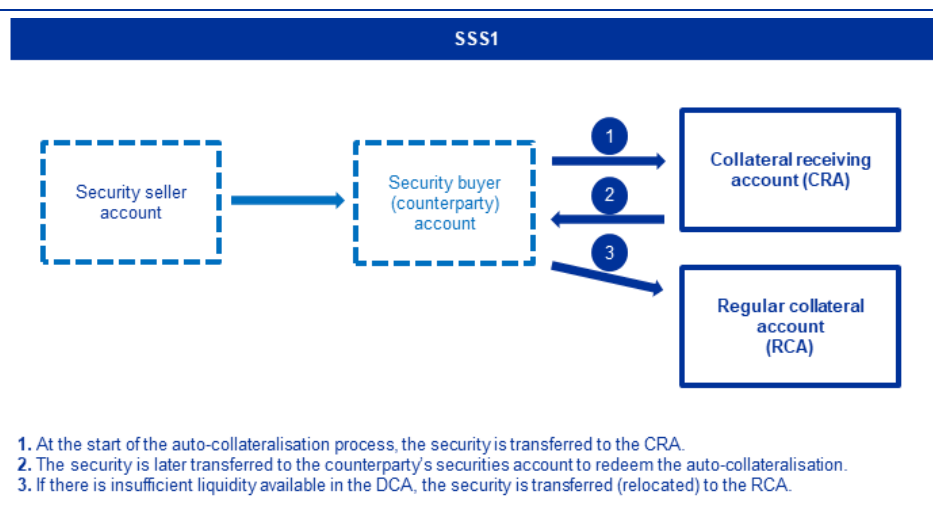 SSS1
Security seller
account
Security buyer
(counterparty)
account
1
2
3
Collateral receiving
account (CRA)
Regular collateral
account
(RCA)
1. At the start of the auto-collateralisation process, the security is transferred to the CRA.
2. The security is later transferred to the counterparty's securities account to redeem the auto-collateralisation.
3. If there is insufficient liquidity available in the DCA, the security is transferred (relocated) to the RCA.